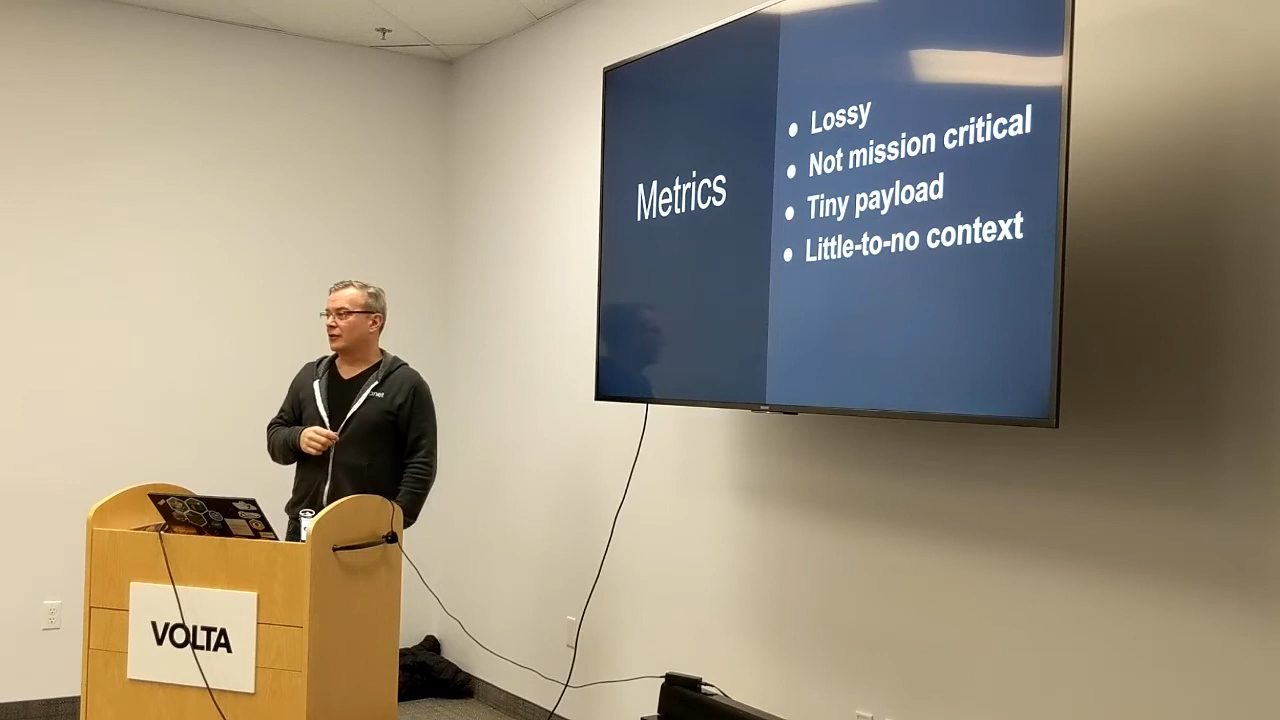 Metrics
● Lossy
● Not mission critical
● Tiny payload
● Little-to-no context
VOLTA